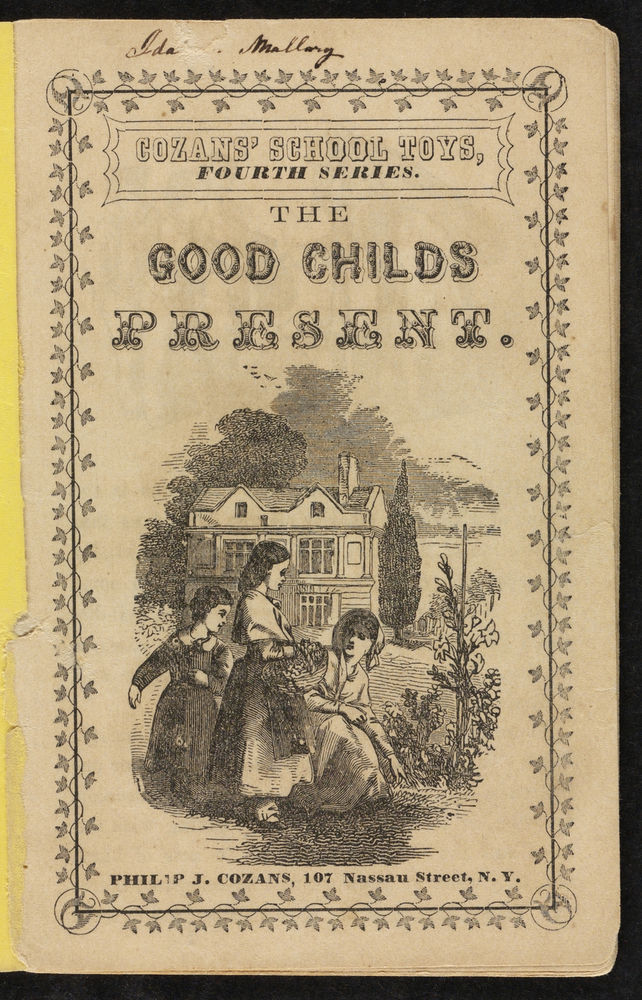 Ida Mallory
COZANS' SCHOOL TOYS,
FOURTH SERIES.
THE
GOOD CHILDS
PRESENT.
PHILIP J. COZANS, 107 Nassau Street, N. Y.